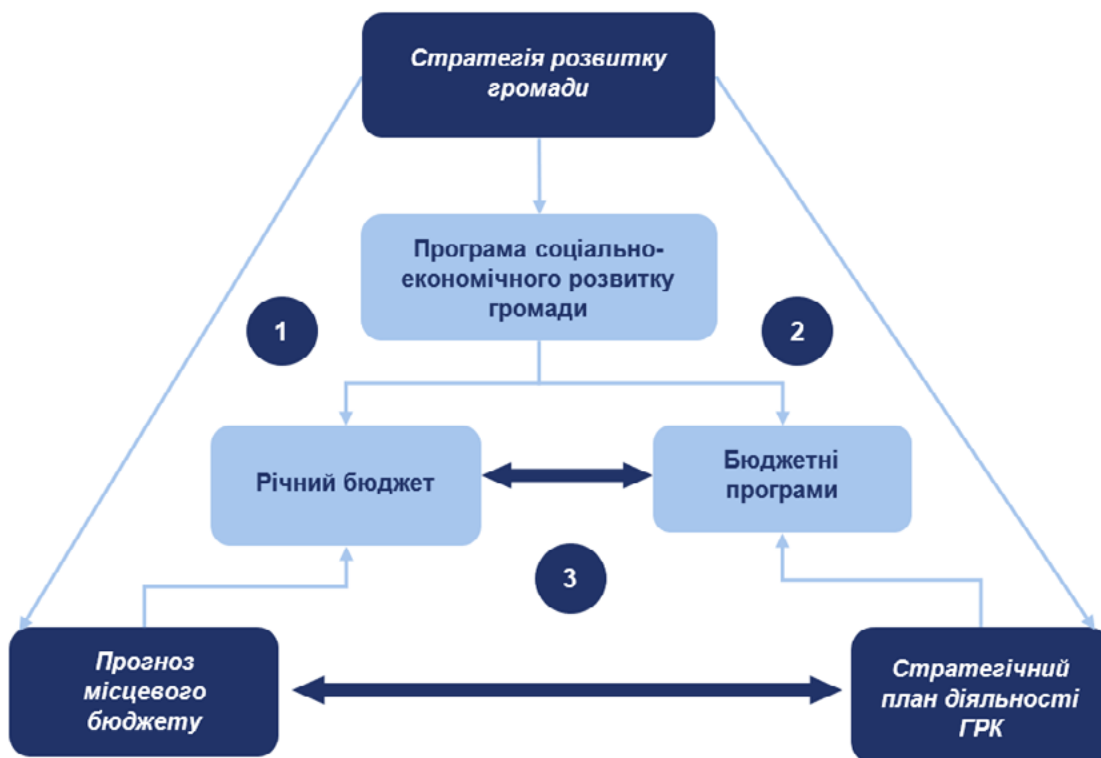 Стратегія розвитку
громади
Програма соціально-
економічного розвитку
громади
1
2
Річний бюджет
Бюджетні
програми
3
Прогноз
місцевого
бюджету
Стратегічний
план діяльності
ГРК